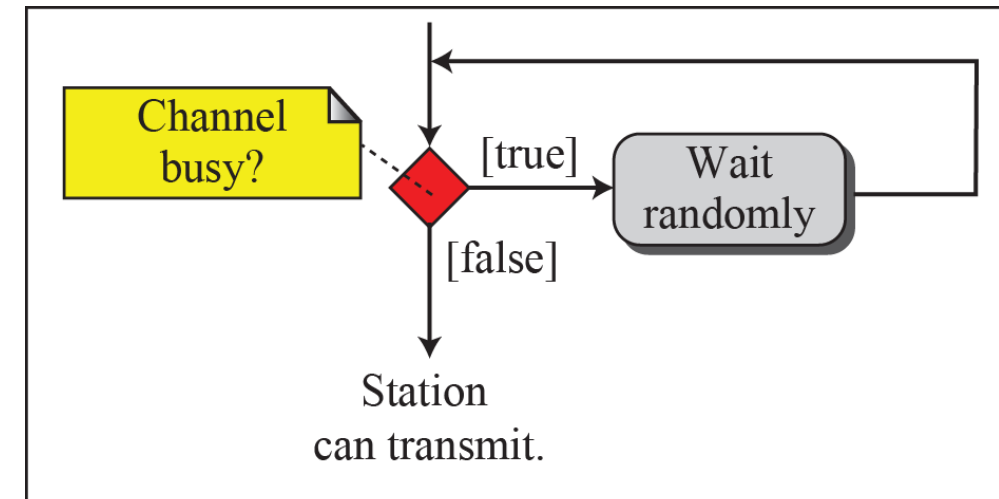 Channel
busy?
[true]
Wait
randomly
[false]
Station
can transmit.